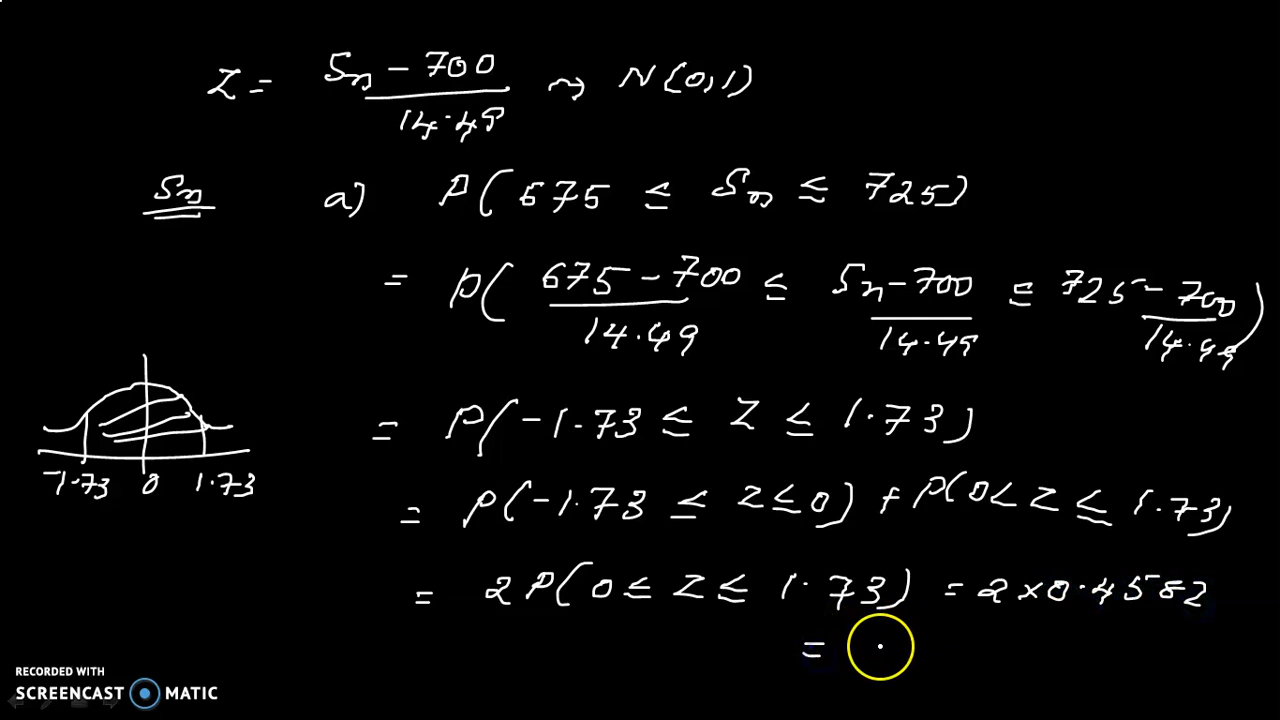 Z = (Sn − 700) / 14.49 ⇝ N(0,1)
Sn a) P(675 ≤ Sn ≤ 725)
= P( (675 − 700) / 14.49 ≤ (Sn − 700) / 14.49 ≤ (725 − 700) / 14.49 )
= P(−1.73 ≤ Z ≤ 1.73)
−1.73 0 1.73
= P(−1.73 ≤ Z ≤ 0) + P(0 < Z ≤ 1.73)
= 2 P(0 ≤ Z ≤ 1.73) = 2 × 0.4582
= .
RECORDED WITH
SCREENCAST MATIC